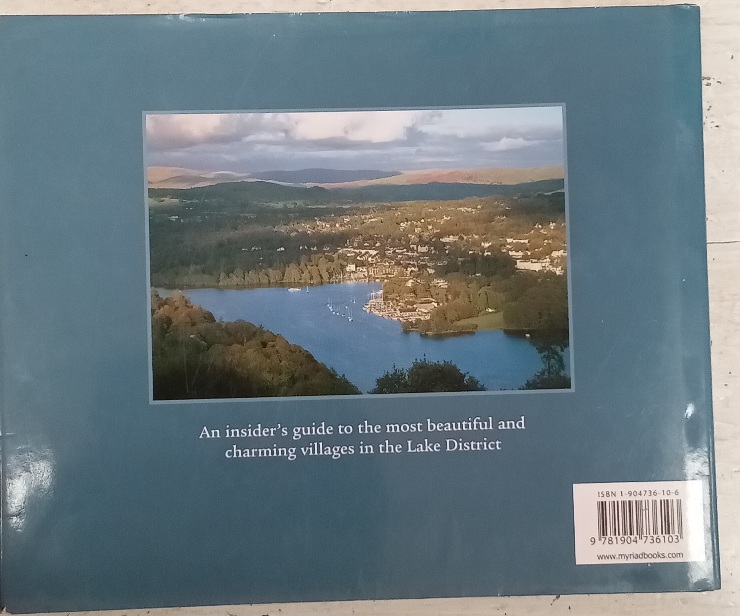 An insider's guide to the most beautiful and
charming villages in the Lake District
ISBN 1-904736-10-6
9 781904 736103
www.myriadbooks.com